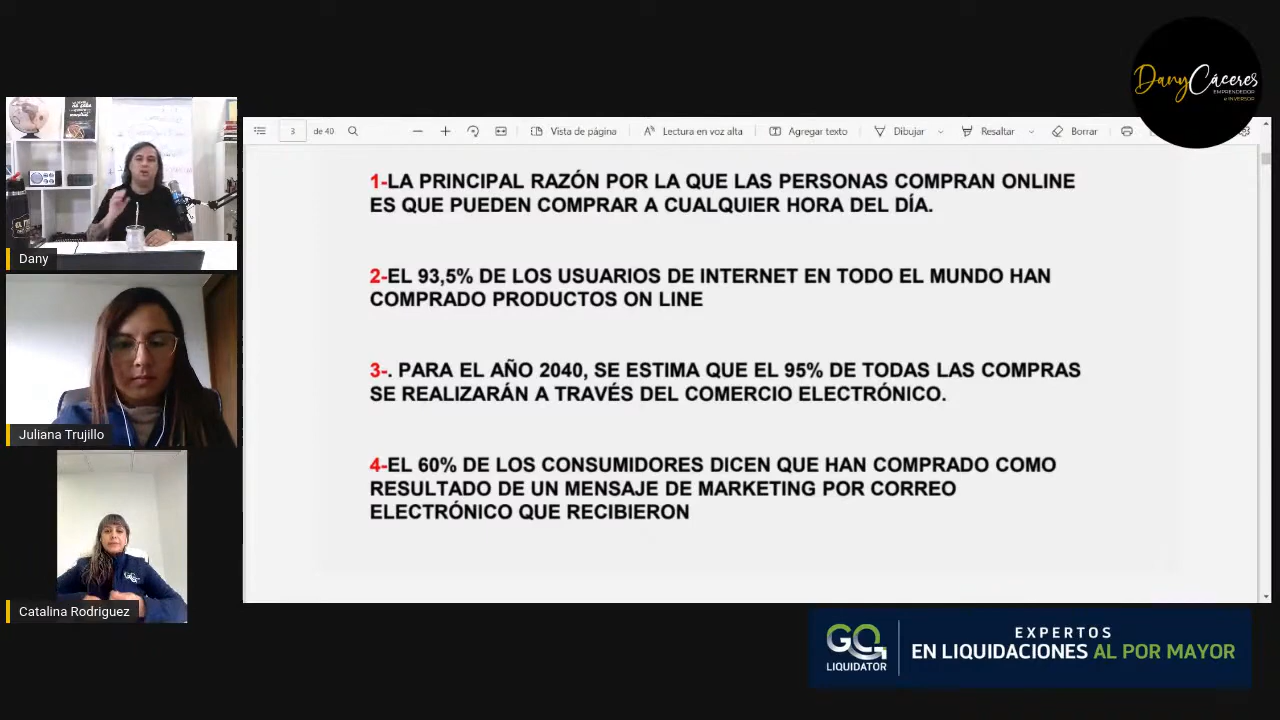 DanyCáceres
EMPRENDEDOR
e INVERSOR
3 de 40
Vista de página
Lectura en voz alta
Agregar texto
Dibujar
Resaltar
Borrar
1-LA PRINCIPAL RAZÓN POR LA QUE LAS PERSONAS COMPRAN ONLINE
ES QUE PUEDEN COMPRAR A CUALQUIER HORA DEL DÍA.
2-EL 93,5% DE LOS USUARIOS DE INTERNET EN TODO EL MUNDO HAN
COMPRADO PRODUCTOS ON LINE
3-. PARA EL AÑO 2040, SE ESTIMA QUE EL 95% DE TODAS LAS COMPRAS
SE REALIZARÁN A TRAVÉS DEL COMERCIO ELECTRÓNICO.
4-EL 60% DE LOS CONSUMIDORES DICEN QUE HAN COMPRADO COMO
RESULTADO DE UN MENSAJE DE MARKETING POR CORREO
ELECTRÓNICO QUE RECIBIERON
Dany
Juliana Trujillo
Catalina Rodriguez
GQ
LIQUIDATOR
EXPERTOS
EN LIQUIDACIONES AL POR MAYOR